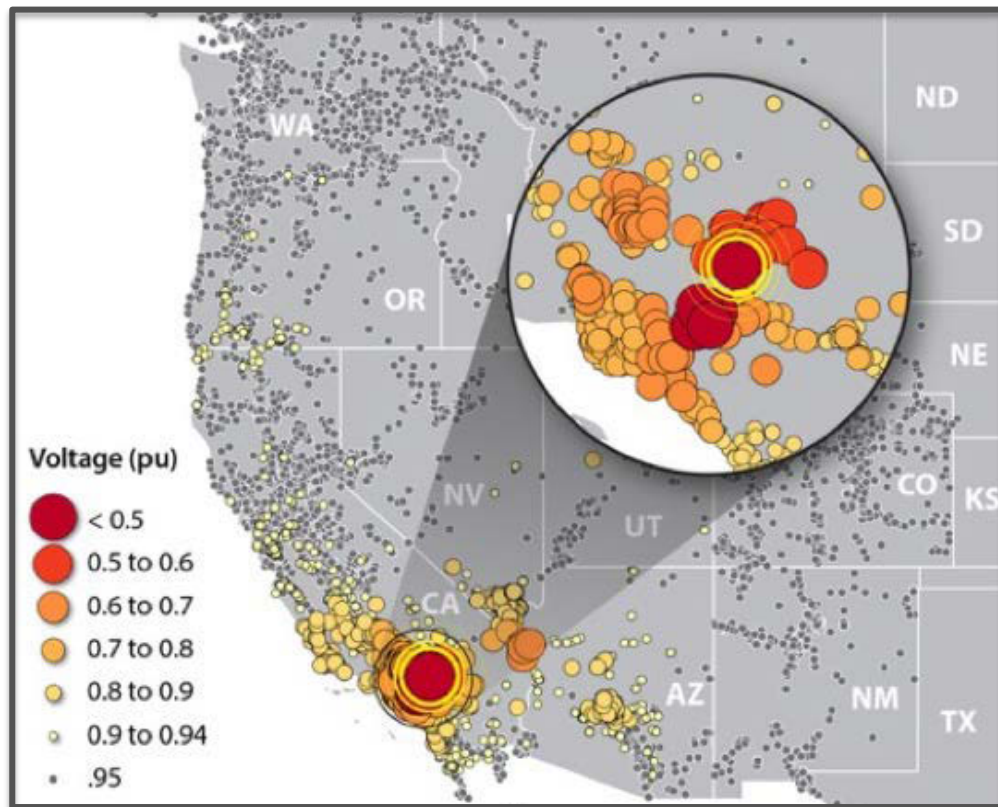 WA
ND
SD
OR
NE
NV
UT
CO
KS
CA
AZ
NM
TX
Voltage (pu)
< 0.5
0.5 to 0.6
0.6 to 0.7
0.7 to 0.8
0.8 to 0.9
0.9 to 0.94
.95